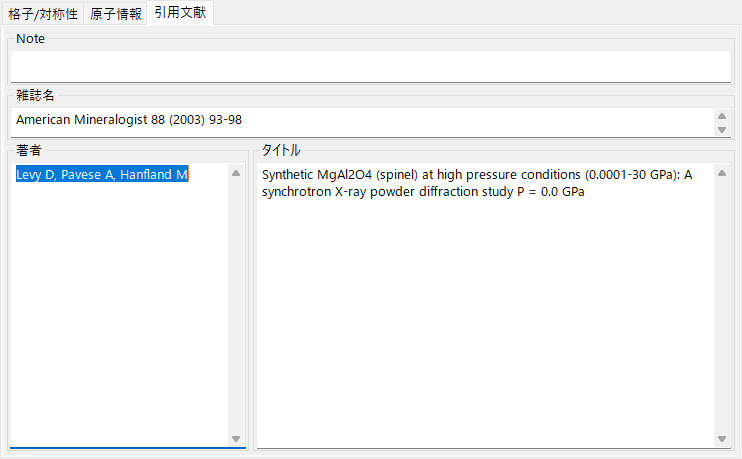 格子/対称性 原子情報 引用文献
Note
雑誌名
American Mineralogist 88 (2003) 93-98
著者
Levy D, Pavese A, Hanfland M
タイトル
Synthetic MgAl2O4 (spinel) at high pressure conditions (0.0001-30 GPa): A
synchrotron X-ray powder diffraction study P = 0.0 GPa